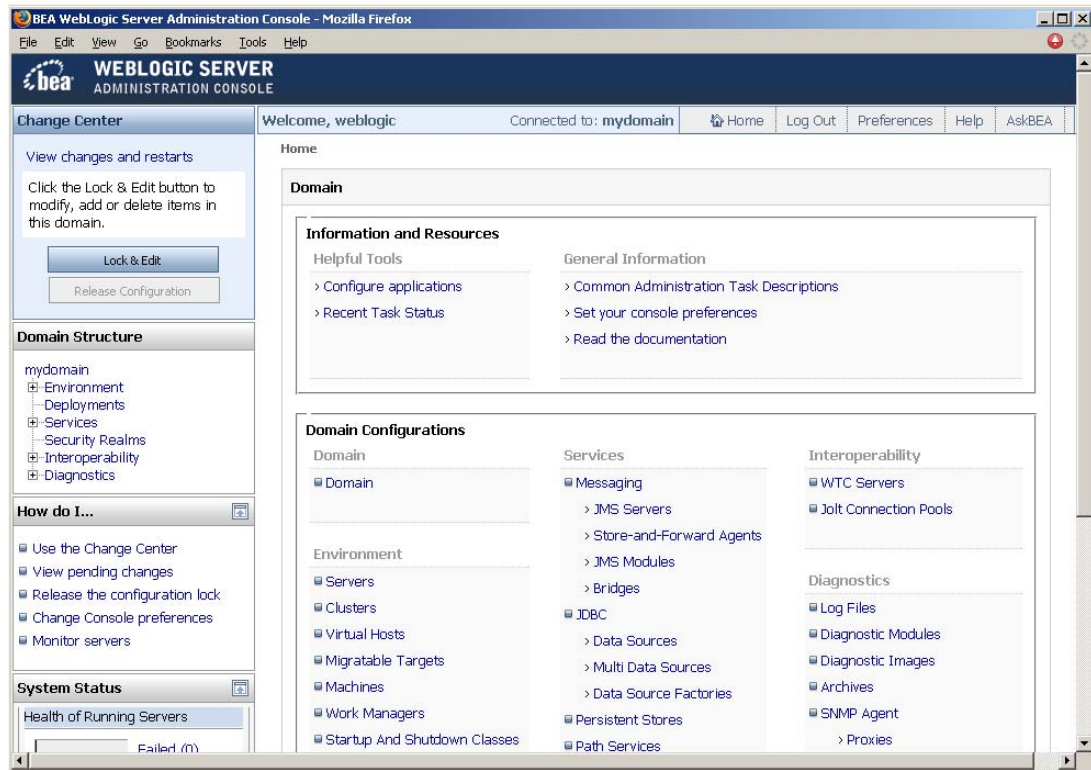 BEA WebLogic Server Administration Console - Mozilla Firefox
File Edit View Go Bookmarks Tools Help
bea WEBLOGIC SERVER
ADMINISTRATION CONSOLE
Change Center
View changes and restarts
Click the Lock & Edit button to
modify, add or delete items in
this domain.
Lock & Edit
Release Configuration
Domain Structure
mydomain
Environment
Deployments
Services
Security Realms
Interoperability
Diagnostics
How do I...
Use the Change Center
View pending changes
Release the configuration lock
Change Console preferences
Monitor servers
System Status
Health of Running Servers
Failed (0)
Welcome, weblogic Connected to: mydomain Home Log Out Preferences Help AskBEA
Home
Domain
Information and Resources
Helpful Tools
› Configure applications
› Recent Task Status
General Information
› Common Administration Task Descriptions
› Set your console preferences
› Read the documentation
Domain Configurations
Domain
Domain
Environment
Servers
Clusters
Virtual Hosts
Migratable Targets
Machines
Work Managers
Startup And Shutdown Classes
Services
Messaging
› JMS Servers
› Store-and-Forward Agents
› JMS Modules
› Bridges
JDBC
› Data Sources
› Multi Data Sources
› Data Source Factories
Persistent Stores
Path Services
Interoperability
WTC Servers
Jolt Connection Pools
Diagnostics
Log Files
Diagnostic Modules
Diagnostic Images
Archives
SNMP Agent
› Proxies